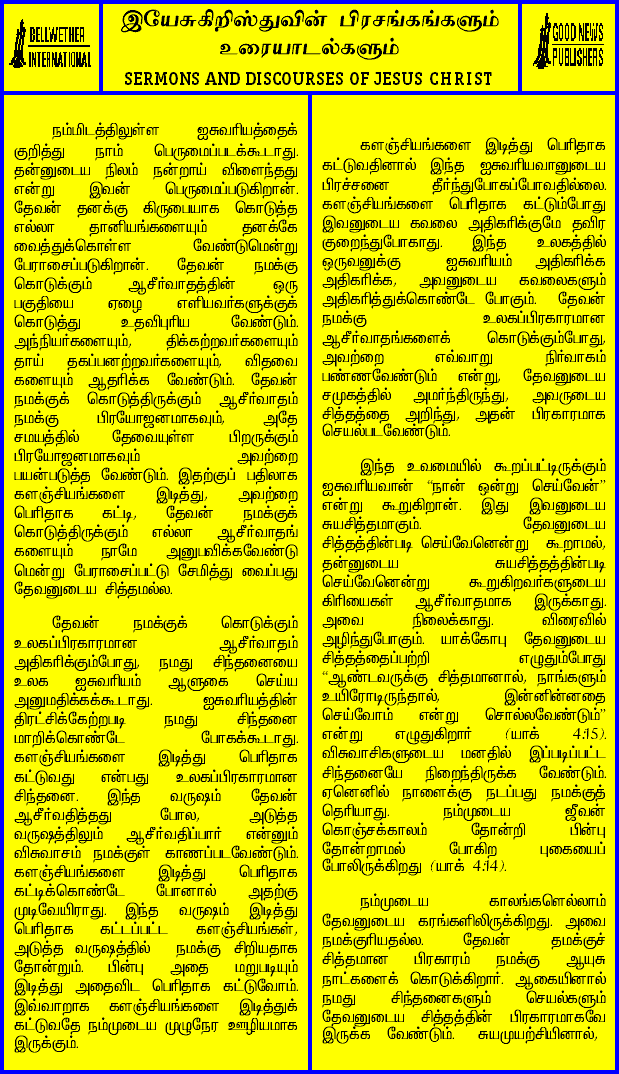 BELLWETHER
INTERNATIONAL
இயேசுகிறிஸ்துவின் பிரசங்கங்களும்
உரையாடல்களும்
SERMONS AND DISCOURSES OF JESUS CHRIST
GOOD NEWS
PUBLISHERS
நம்மிடத்திலுள்ள ஐசுவரியத்தைக்
குறித்து நாம் பெருமைப்படக்கூடாது.
தன்னுடைய நிலம் நன்றாய் விளைந்தது
என்று இவன் பெருமைப்படுகிறான்.
தேவன் தனக்கு கிருபையாக கொடுத்த
எல்லா தானியங்களையும் தனக்கே
வைத்துக்கொள்ள வேண்டுமென்று
பேராசைப்படுகிறான். தேவன் நமக்கு
கொடுக்கும் ஆசீர்வாதத்தின் ஒரு
பகுதியை ஏழை எளியவர்களுக்குக்
கொடுத்து உதவிபுரிய வேண்டும்.
அந்நியர்களையும், திக்கற்றவர்களையும்
தாய் தகப்பனற்றவர்களையும், விதவை
களையும் ஆதரிக்க வேண்டும். தேவன்
நமக்குக் கொடுத்திருக்கும் ஆசீர்வாதம்
நமக்கு பிரயோஜனமாகவும், அதே
சமயத்தில் தேவையுள்ள பிறருக்கும்
பிரயோஜனமாகவும் அவற்றை
பயன்படுத்த வேண்டும். இதற்குப் பதிலாக
களஞ்சியங்களை இடித்து, அவற்றை
பெரிதாக கட்டி, தேவன் நமக்குக்
கொடுத்திருக்கும் எல்லா ஆசீர்வாதங்
களையும் நாமே அனுபவிக்கவேண்டு
மென்று பேராசைப்பட்டு சேமித்து வைப்பது
தேவனுடைய சித்தமல்ல.
தேவன் நமக்குக் கொடுக்கும்
உலகப்பிரகாரமான ஆசீர்வாதம்
அதிகரிக்கும்போது, நமது சிந்தனையை
உலக ஐசுவரியம் ஆளுகை செய்ய
அனுமதிக்கக்கூடாது. ஐசுவரியத்தின்
திரட்சிக்கேற்றபடி நமது சிந்தனை
மாறிக்கொண்டே போகக்கூடாது.
களஞ்சியங்களை இடித்து பெரிதாக
கட்டுவது என்பது உலகப்பிரகாரமான
சிந்தனை. இந்த வருஷம் தேவன்
ஆசீர்வதித்தது போல, அடுத்த
வருஷத்திலும் ஆசீர்வதிப்பார் என்னும்
விசுவாசம் நமக்குள் காணப்படவேண்டும்.
களஞ்சியங்களை இடித்து பெரிதாக
கட்டிக்கொண்டே போனால் அதற்கு
முடிவேயிராது. இந்த வருஷம் இடித்து
பெரிதாக கட்டப்பட்ட களஞ்சியங்கள்,
அடுத்த வருஷத்தில் நமக்கு சிறியதாக
தோன்றும். பின்பு அதை மறுபடியும்
இடித்து அதைவிட பெரிதாக கட்டுவோம்.
இவ்வாறாக களஞ்சியங்களை இடித்துக்
கட்டுவதே நம்முடைய முழுநேர ஊழியமாக
இருக்கும்.
களஞ்சியங்களை இடித்து பெரிதாக
கட்டுவதினால் இந்த ஐசுவரியவானுடைய
பிரச்சனை தீர்ந்துபோகப்போவதில்லை.
களஞ்சியங்களை பெரிதாக கட்டும்போது
இவனுடைய கவலை அதிகரிக்குமே தவிர
குறைந்துபோகாது. இந்த உலகத்தில்
ஒருவனுக்கு ஐசுவரியம் அதிகரிக்க
அதிகரிக்க, அவனுடைய கவலைகளும்
அதிகரித்துக்கொண்டே போகும். தேவன்
நமக்கு உலகப்பிரகாரமான
ஆசீர்வாதங்களைக் கொடுக்கும்போது,
அவற்றை எவ்வாறு நிர்வாகம்
பண்ணவேண்டும் என்று, தேவனுடைய
சமுகத்தில் அமர்ந்திருந்து, அவருடைய
சித்தத்தை அறிந்து, அதன் பிரகாரமாக
செயல்படவேண்டும்.
இந்த உவமையில் கூறப்பட்டிருக்கும்
ஐசுவரியவான் “நான் ஒன்று செய்வேன்”
என்று கூறுகிறான். இது இவனுடைய
சுயசித்தமாகும். தேவனுடைய
சித்தத்தின்படி செய்வேனென்று கூறாமல்,
தன்னுடைய சுயசித்தத்தின்படி
செய்வேனென்று கூறுகிறவர்களுடைய
கிரியைகள் ஆசீர்வாதமாக இருக்காது.
அவை நிலைக்காது. விரைவில்
அழிந்துபோகும். யாக்கோபு தேவனுடைய
சித்தத்தைப்பற்றி எழுதும்போது
“ஆண்டவருக்கு சித்தமானால், நாங்களும்
உயிரோடிருந்தால், இன்னின்னதை
செய்வோம் என்று சொல்லவேண்டும்”
என்று எழுதுகிறார் (யாக் 4:15).
விசுவாசிகளுடைய மனதில் இப்படிப்பட்ட
சிந்தனையே நிறைந்திருக்க வேண்டும்.
ஏனெனில் நாளைக்கு நடப்பது நமக்குத்
தெரியாது. நம்முடைய ஜீவன்
கொஞ்சக்காலம் தோன்றி பின்பு
தோன்றாமல் போகிற புகையைப்
போலிருக்கிறது (யாக் 4:14).
நம்முடைய காலங்களெல்லாம்
தேவனுடைய கரங்களிலிருக்கிறது. அவை
நமக்குரியதல்ல. தேவன் தமக்குச்
சித்தமான பிரகாரம் நமக்கு ஆயுசு
நாட்களைக் கொடுக்கிறார். ஆகையினால்
நமது சிந்தனைகளும் செயல்களும்
தேவனுடைய சித்தத்தின் பிரகாரமாகவே
இருக்க வேண்டும். சுயமுயற்சியினால்,